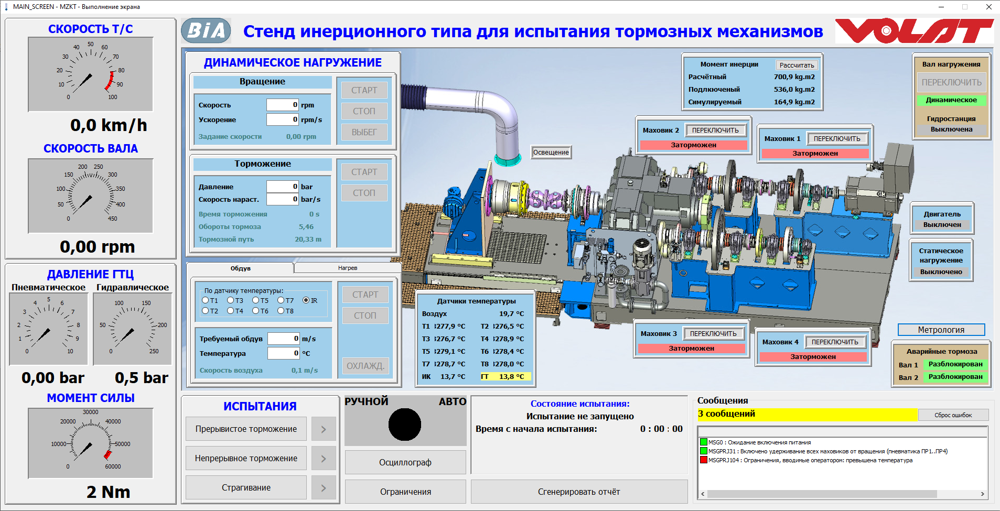 MAIN_SCREEN - MZKT - Выполнение экрана
СКОРОСТЬ Т/С
0 10 20 30 40 50 60 70 80 90 100
0,0 km/h
СКОРОСТЬ ВАЛА
0 50 100 150 200 250 300 350 400 450
0,00 rpm
ДАВЛЕНИЕ ГТЦ
Пневматическое Гидравлическое
0 1 2 3 4 5 6 7 8 9 10
0 50 100 150 200 250
0,00 bar 0,5 bar
МОМЕНТ СИЛЫ
0 10000 20000 30000 40000 50000 60000
2 Nm
BiA
Стенд инерционного типа для испытания тормозных механизмов
VOLAT
ДИНАМИЧЕСКОЕ НАГРУЖЕНИЕ
Вращение
Скорость 0 rpm
Ускорение 0 rpm/s
Задание скорости 0,00 rpm
СТАРТ
СТОП
ВЫБЕГ
Торможение
Давление 0 bar
Скорость нараст. 0 bar/s
Время торможения 0 s
Обороты тормоза 5,46
Тормозной путь 20,33 m
СТАРТ
СТОП
Обдув Нагрев
По датчику температуры:
T1 T3 T5 T7 IR
T2 T4 T6 T8
Требуемый обдув 0 m/s
Температура 0 °C
Скорость воздуха 0,1 m/s
СТАРТ
СТОП
ОХЛАЖД.
Освещение
Момент инерции Рассчитать
Расчётный 700,9 kg.m2
Подлкюченый 536,0 kg.m2
Симулируемый 164,9 kg.m2
Маховик 2 ПЕРЕКЛЮЧИТЬ
Заторможен
Маховик 1 ПЕРЕКЛЮЧИТЬ
Заторможен
Вал нагружения
ПЕРЕКЛЮЧИТЬ
Динамическое
Гидростанция
Выключена
Двигатель
Выключен
Статическое
нагружение
Выключено
Датчики температуры
Воздух 19,7 °C
T1 3277,9 °C T2 3276,5 °C
T3 3276,7 °C T4 3278,9 °C
T5 3279,1 °C T6 3278,4 °C
T7 3278,7 °C T8 3278,0 °C
ИК 13,7 °C ГТ 13,8 °C
Маховик 3 ПЕРЕКЛЮЧИТЬ
Заторможен
Маховик 4 ПЕРЕКЛЮЧИТЬ
Заторможен
Метрология
Аварийные тормоза
Вал 1 Разблокирован
Вал 2 Разблокирован
ИСПЫТАНИЯ
Прерывистое торможение >
Непрерывное торможение >
Страгивание >
РУЧНОЙ АВТО
Осциллограф
Ограничения
Состояние испытания:
Испытание не запущено
Время с начала испытания: 0 : 00 : 00
Сгенерировать отчёт
Сообщения
3 сообщений Сброс ошибок
MSG0 : Ожидание включения питания
MSGPRJ31 : Включено удерживание всех маховиков от вращения (пневматика ПР1..ПР4)
MSGPRJ104 : Ограничения, вводимые оператором: превышена температура